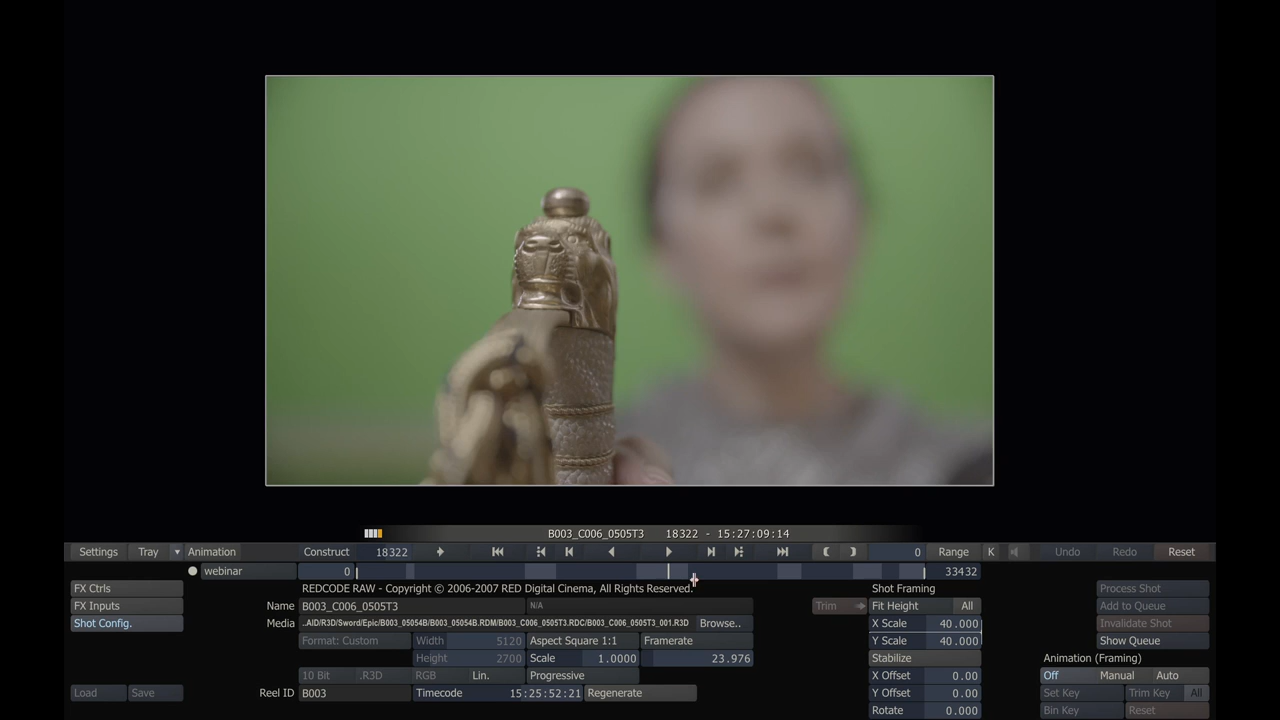 B003_C006_0505T3 18322 - 15:27:09:14
Settings Tray Animation Construct 18322 0 Range K Undo Redo Reset
webinar 0 33432
FX Ctrls REDCODE RAW - Copyright © 2006-2007 RED Digital Cinema, All Rights Reserved. Shot Framing Process Shot
FX Inputs Name B003_C006_0505T3 N/A Trim Fit Height All Add to Queue
Shot Config. Media ..AID/R3D/Sword/Epic/B003_05054B/B003_05054B.RDM/B003_C006_0505T3.RDC/B003_C006_0505T3_001.R3D Browse.. X Scale 40.000 Invalidate Shot
Format: Custom Width 5120 Aspect Square 1:1 Framerate Y Scale 40.000 Show Queue
Height 2700 Scale 1.0000 23.976 Stabilize Animation (Framing)
10 Bit .R3D RGB Lin. Progressive X Offset 0.00 Off Manual Auto
Load Save Reel ID B003 Timecode 15:25:52:21 Regenerate Y Offset 0.00 Set Key Trim Key All
Rotate 0.000 Bin Key Reset